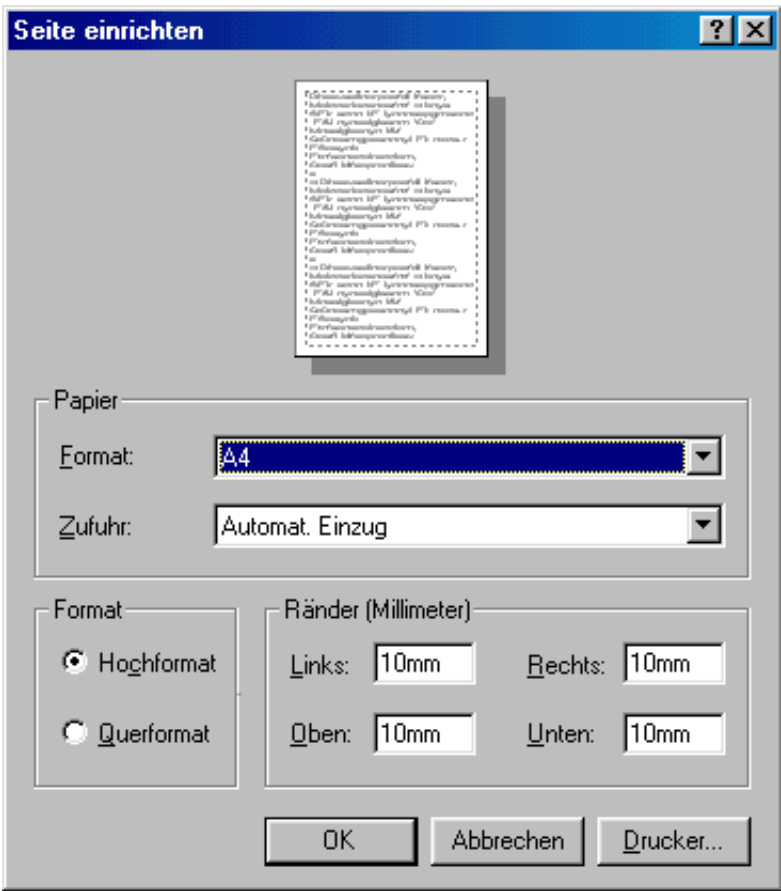 Seite einrichten
Papier
Format:
A4
Zufuhr:
Automat. Einzug
Format
Hochformat
Querformat
Ränder (Millimeter)
Links: 10mm Rechts: 10mm
Oben: 10mm Unten: 10mm
OK Abbrechen Drucker...